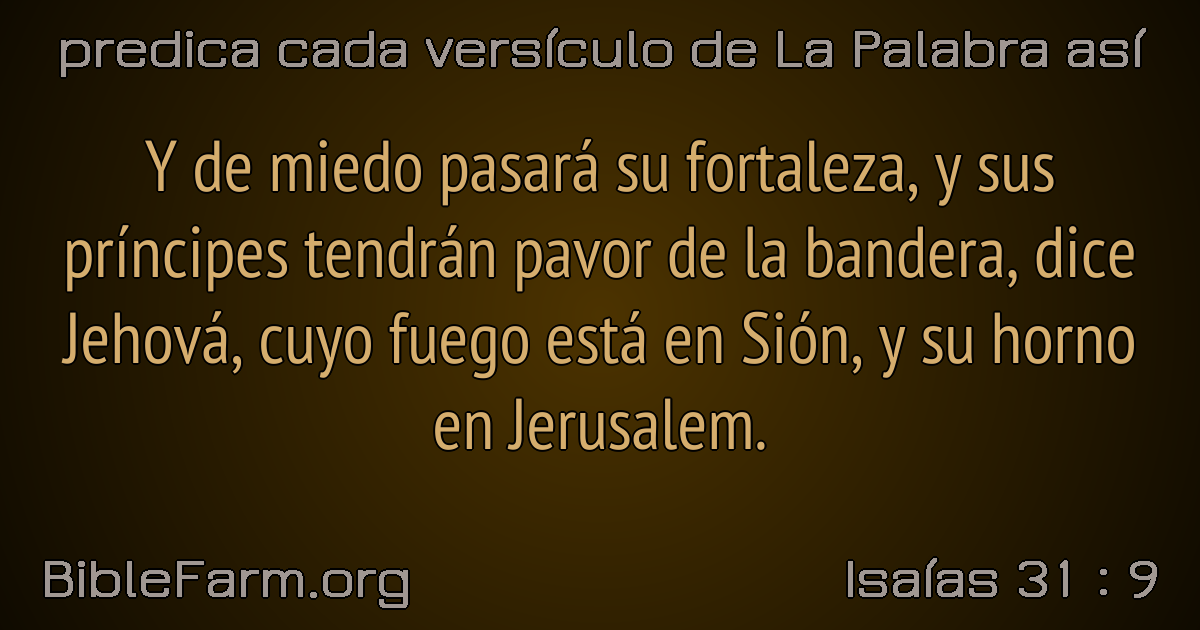 predica cada versículo de La Palabra así
Y de miedo pasará su fortaleza, y sus
príncipes tendrán pavor de la bandera, dice
Jehová, cuyo fuego está en Sión, y su horno
en Jerusalem.
BibleFarm.org
Isaías 31 : 9